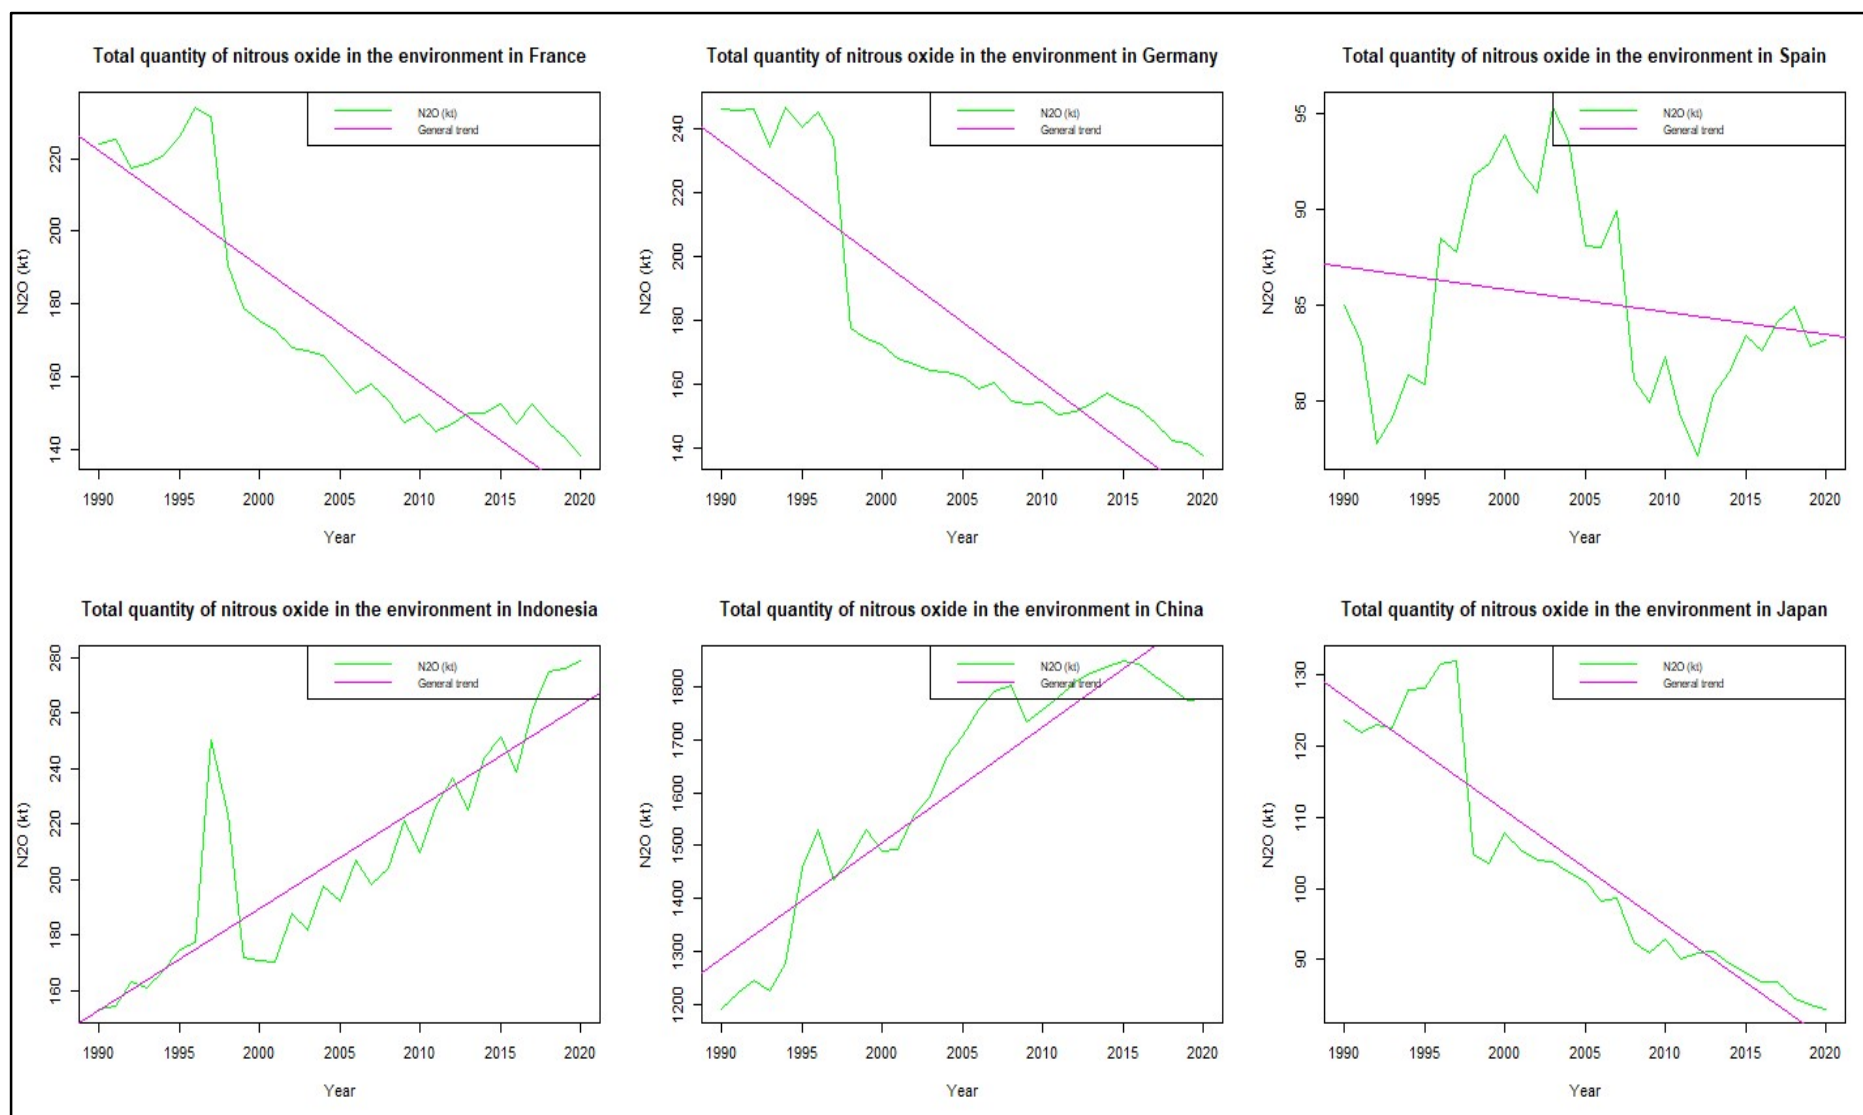 Total quantity of nitrous oxide in the environment in France
N2O (kt)
General trend
N2O (kt)
220
200
180
160
140
1990 1995 2000 2005 2010 2015 2020
Year
Total quantity of nitrous oxide in the environment in Germany
N2O (kt)
General trend
N2O (kt)
240
220
200
180
160
140
1990 1995 2000 2005 2010 2015 2020
Year
Total quantity of nitrous oxide in the environment in Spain
N2O (kt)
General trend
N2O (kt)
95
90
85
80
1990 1995 2000 2005 2010 2015 2020
Year
Total quantity of nitrous oxide in the environment in Indonesia
N2O (kt)
General trend
N2O (kt)
280
260
240
220
200
180
160
1990 1995 2000 2005 2010 2015 2020
Year
Total quantity of nitrous oxide in the environment in China
N2O (kt)
General trend
N2O (kt)
1800
1700
1600
1500
1400
1300
1200
1990 1995 2000 2005 2010 2015 2020
Year
Total quantity of nitrous oxide in the environment in Japan
N2O (kt)
General trend
N2O (kt)
130
120
110
100
90
1990 1995 2000 2005 2010 2015 2020
Year